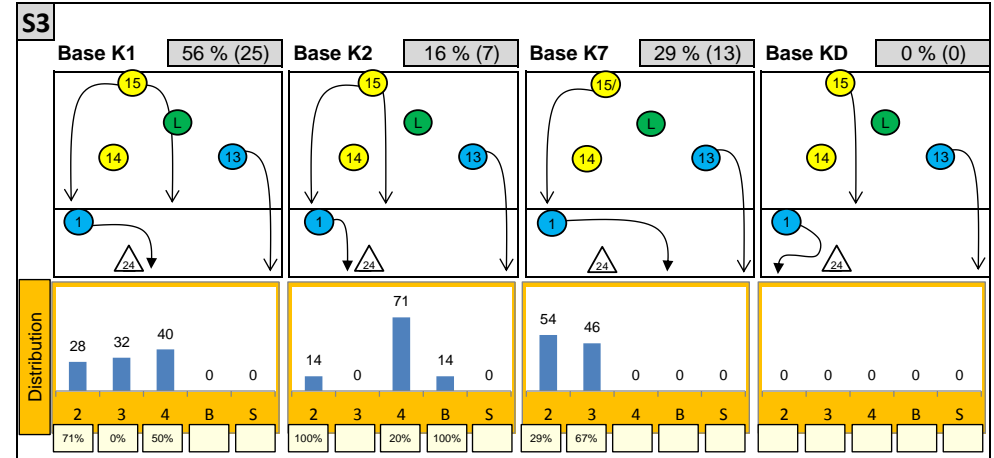 S3
Base K1 56 % (25) Base K2 16 % (7) Base K7 29 % (13) Base KD 0 % (0)
15 15 15/ 15
L L L L
14 13 14 13 14 13 14 13
1 1 1 1
24 24 24 24
Distribution
28 32 40 0 0 14 0 71 14 0 54 46 0 0 0 0 0 0 0 0
2 3 4 B S 2 3 4 B S 2 3 4 B S 2 3 4 B S
71% 0% 50% 100% 20% 100% 29% 67%